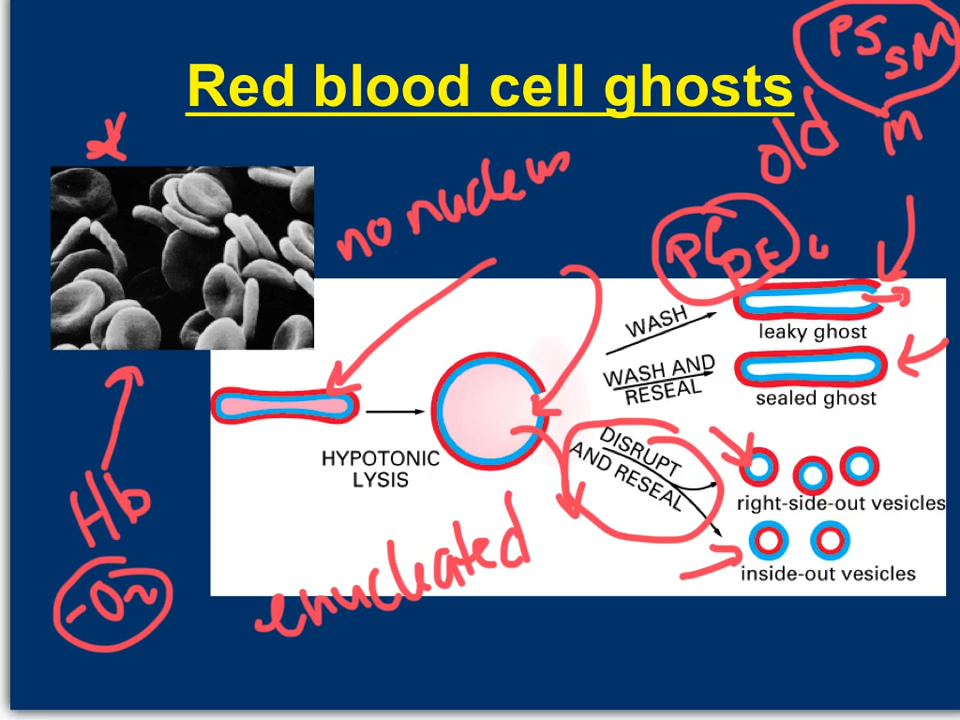 PS SM
Red blood cell ghosts
old
in
no nucleus
PC PE
WASH
leaky ghost
WASH AND
RESEAL
sealed ghost
HYPOTONIC
LYSIS
DISRUPT
AND RESEAL
right-side-out vesicles
inside-out vesicles
Hb
enucleated